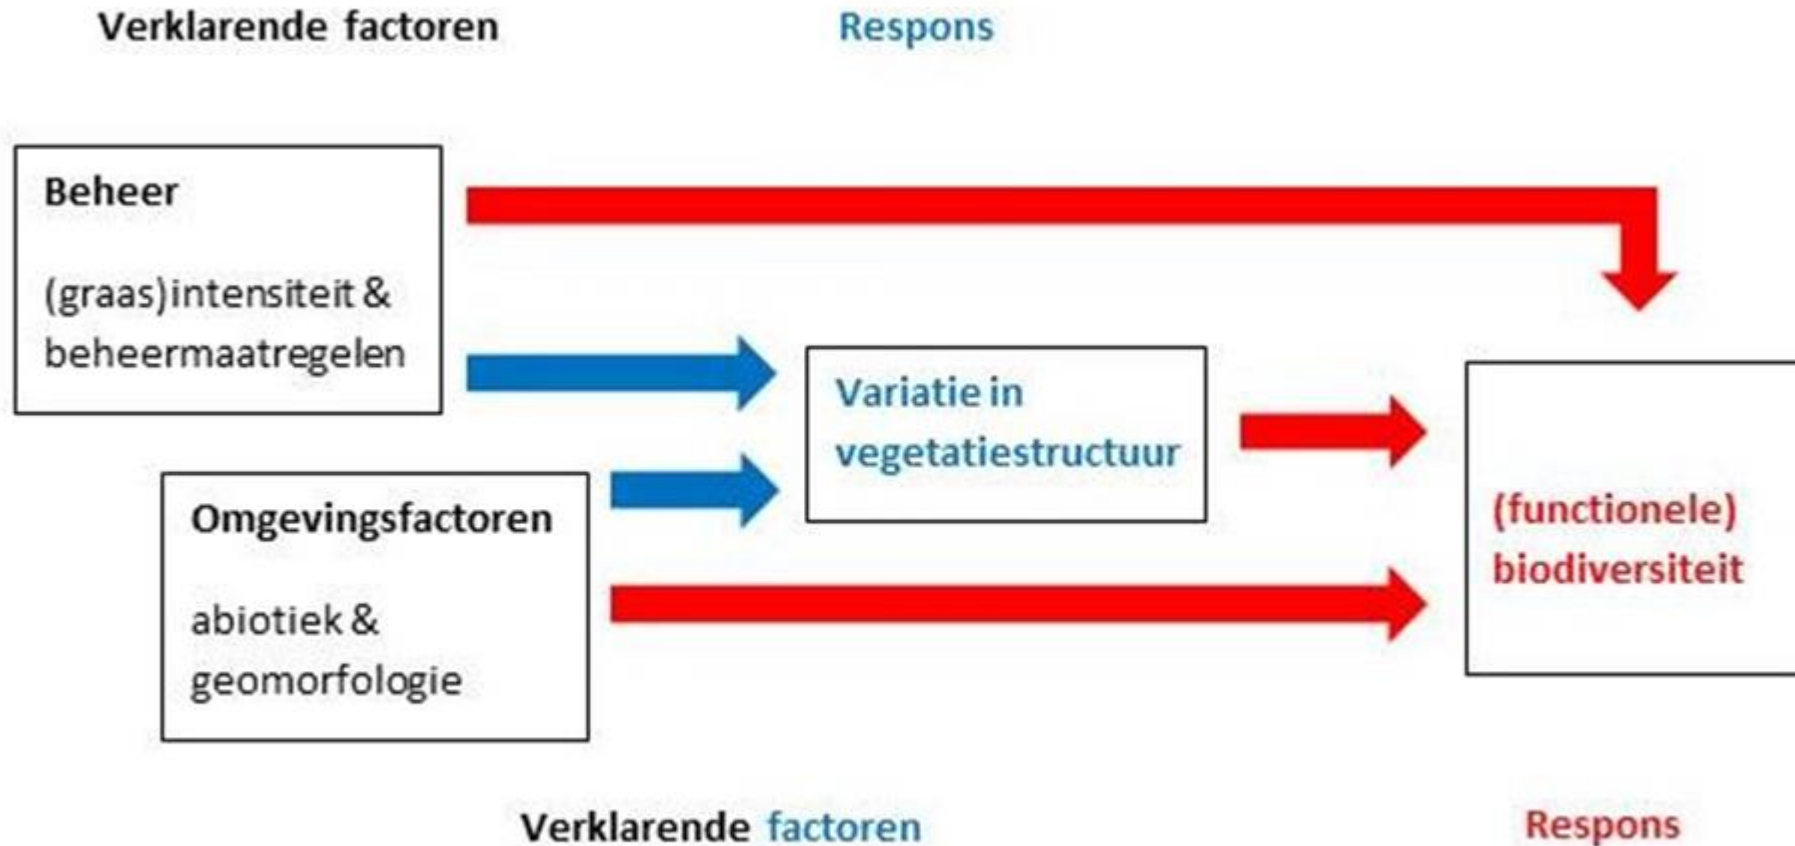 Verklarende factoren
Respons
Beheer
(graas)intensiteit &
beheermaatregelen
Variatie in
vegetatiestructuur
Omgevingsfactoren
abiotiek &
geomorfologie
(functionele)
biodiversiteit
Verklarende factoren
Respons